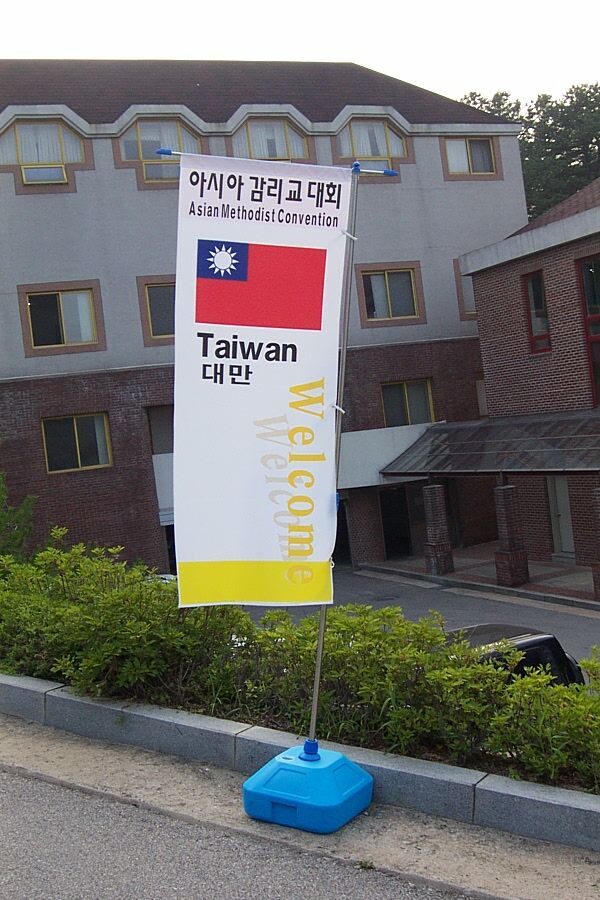 아시아 감리교 대회
Asian Methodist Convention
Taiwan
대만
Welcome
Welcome